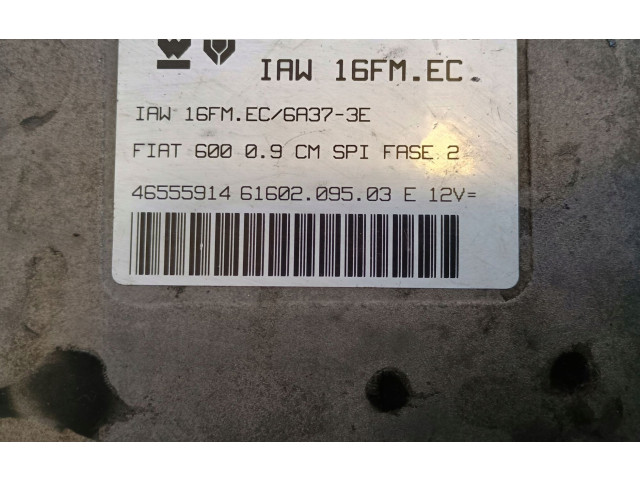 IAW 16FM.EC.
IAW 16FM.EC/6A37-3E
FIAT 600 0.9 CM SPI FASE 2
46555914 61602.095.03 E 12V=